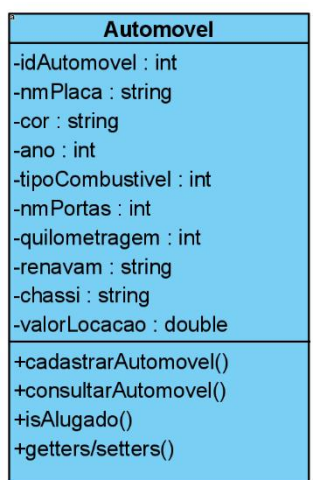 Automovel
-idAutomovel : int
-nmPlaca : string
-cor : string
-ano : int
-tipoCombustivel : int
-nmPortas : int
-quilometragem : int
-renavam : string
-chassi : string
-valorLocacao : double
+cadastrarAutomovel()
+consultarAutomovel()
+isAlugado()
+getters/setters()